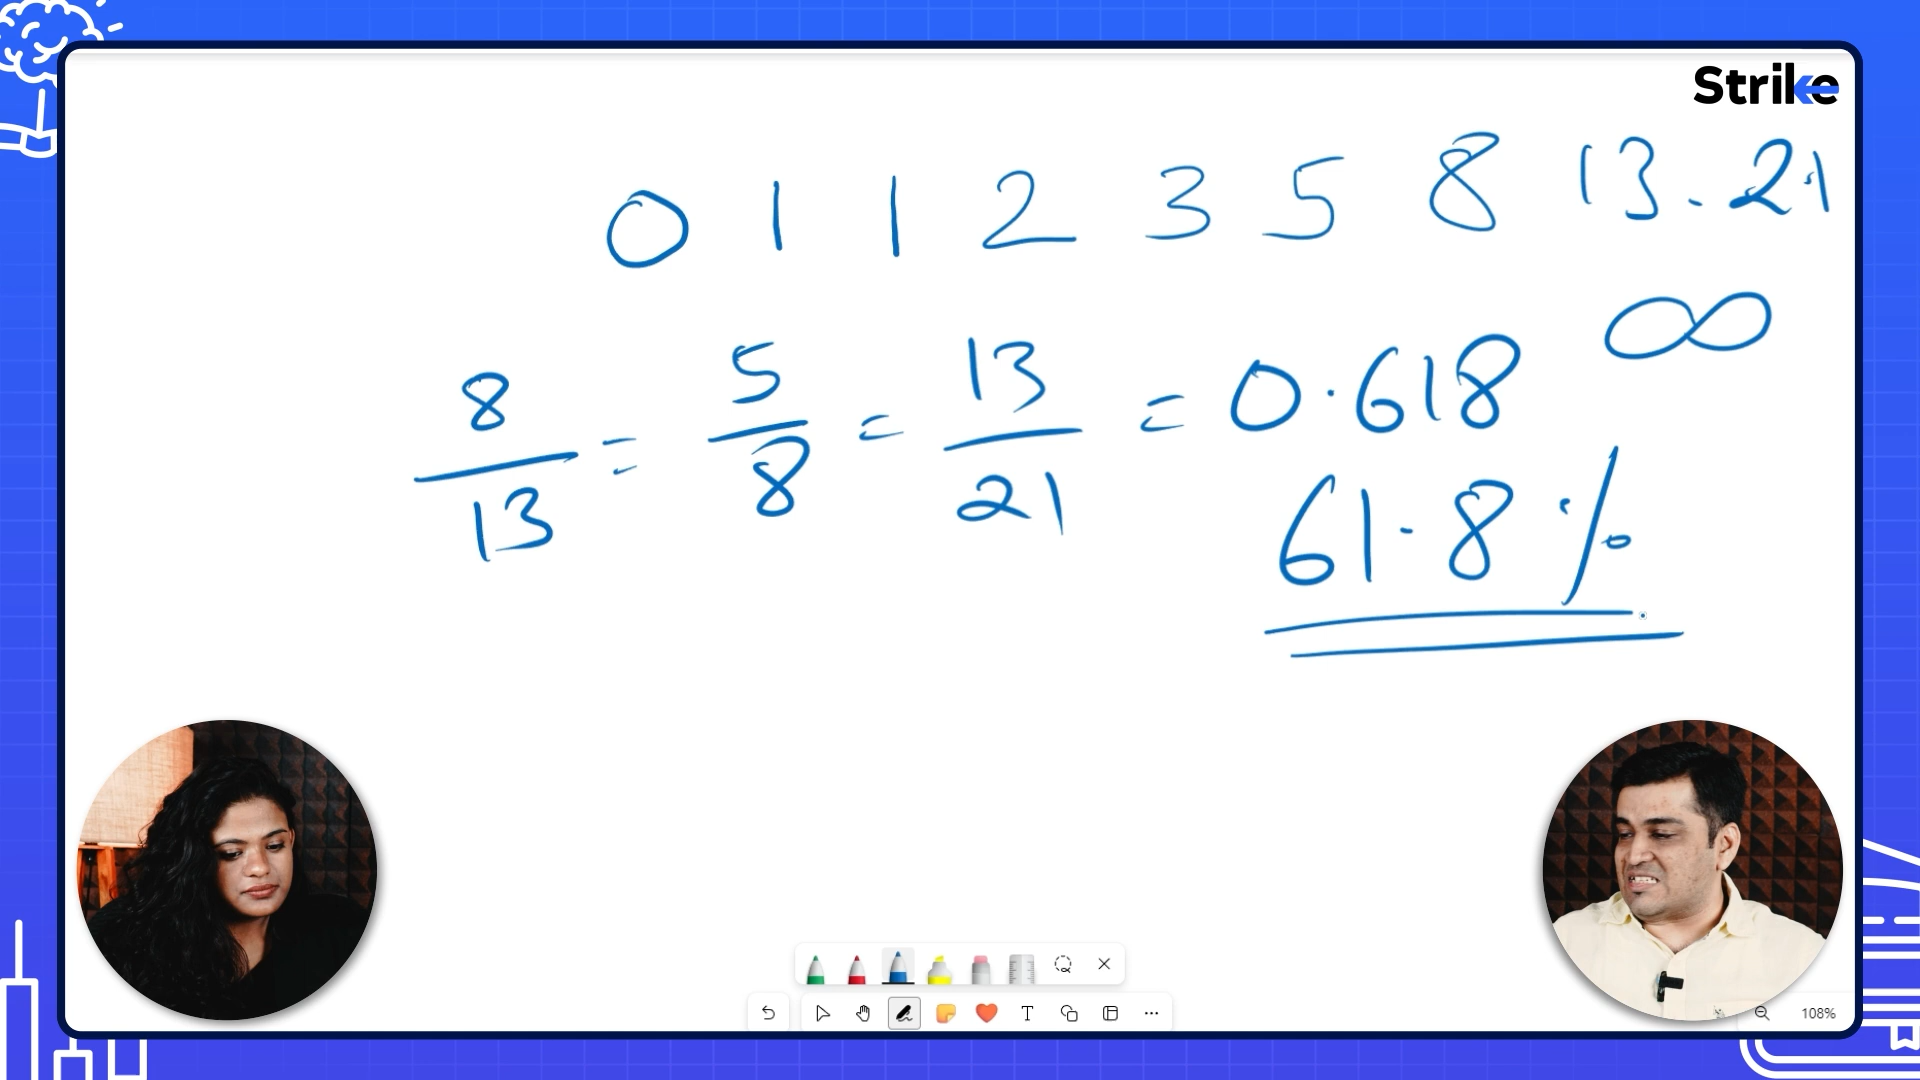 Strike
0 1 1 2 3 5 8 13. 21
∞
8/13 = 5/8 = 13/21 = 0.618
61.8%
108%